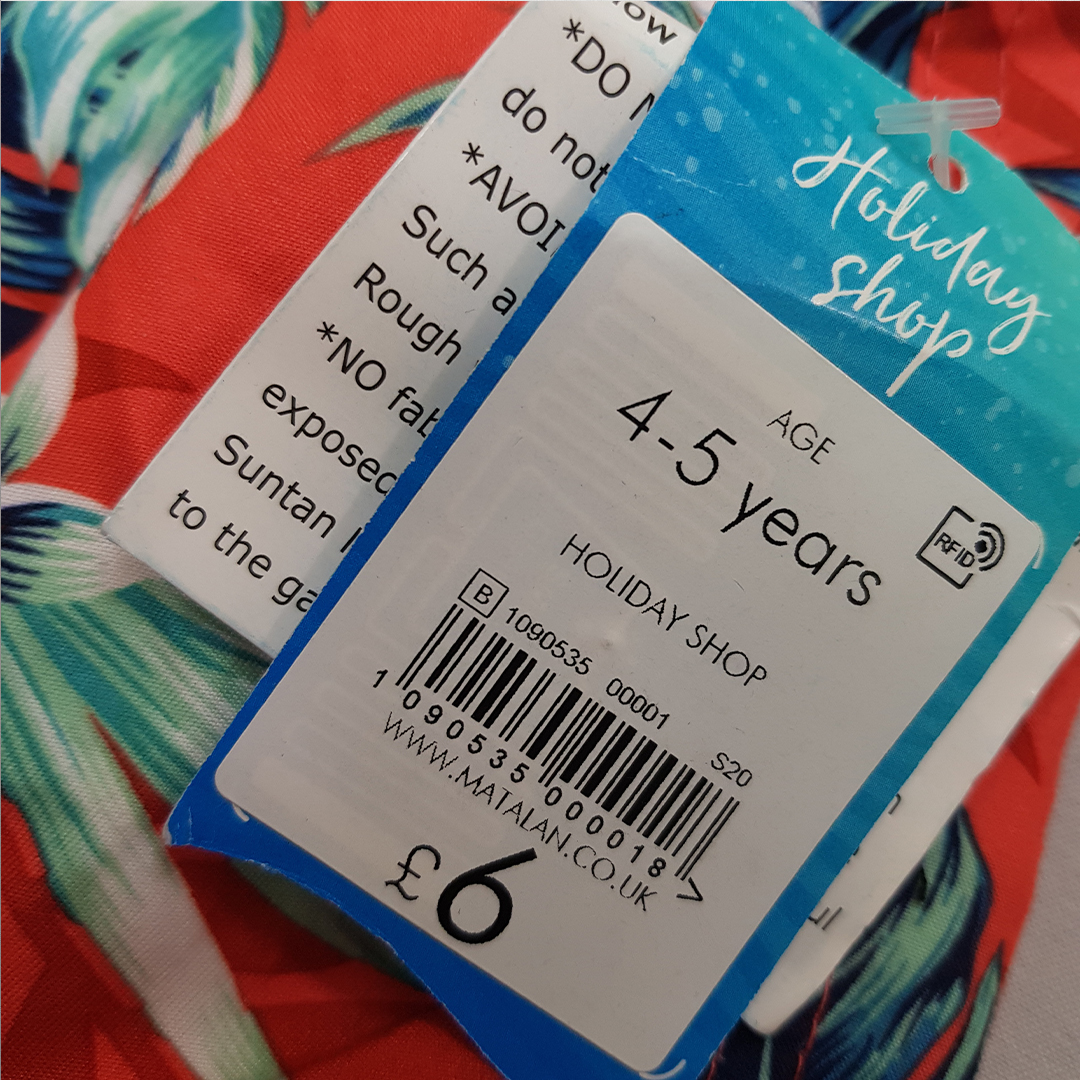 *DO
do not
*AVOI
Such a
Rough
*NO fab
exposed
Suntan
to the ga
Holiday
Shop
AGE
4-5 years
RFID
HOLIDAY SHOP
B 1090535 00001
S20
1 090535 000018 >
WWW.MATALAN.CO.UK
£6